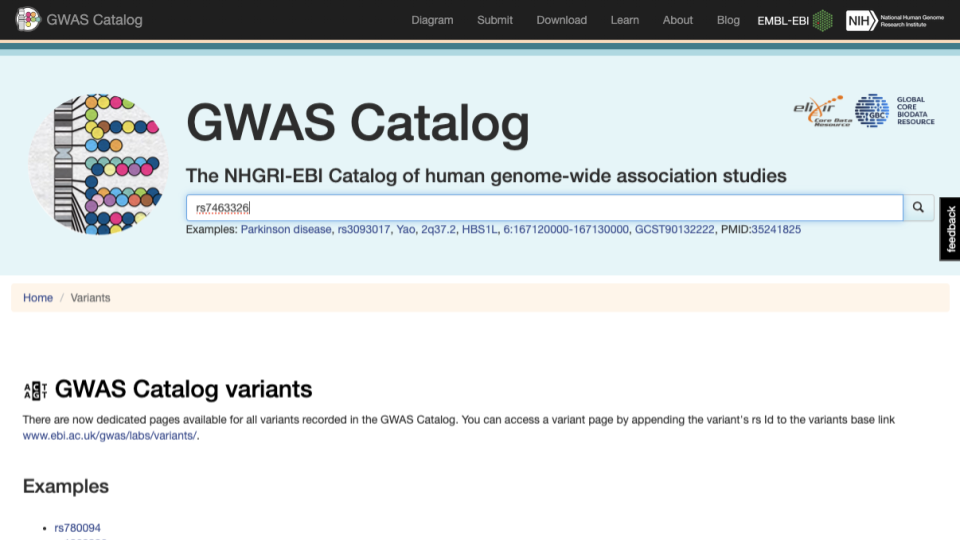 GWAS Catalog
Diagram Submit Download Learn About Blog EMBL-EBI NIH National Human Genome Research Institute
GWAS Catalog
elixir Core Data Resource
GBC GLOBAL CORE BIODATA RESOURCE
The NHGRI-EBI Catalog of human genome-wide association studies
rs7463326
Examples: Parkinson disease, rs3093017, Yao, 2q37.2, HBS1L, 6:167120000-167130000, GCST90132222, PMID:35241825
feedback
Home / Variants
GWAS Catalog variants
There are now dedicated pages available for all variants recorded in the GWAS Catalog. You can access a variant page by appending the variant's rs Id to the variants base link
www.ebi.ac.uk/gwas/labs/variants/.
Examples
• rs780094